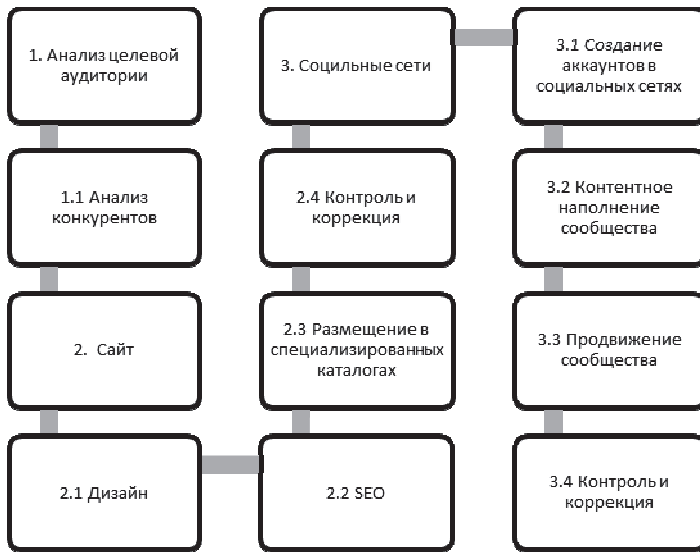 1. Анализ целевой
аудитории
1.1 Анализ
конкурентов
2. Сайт
2.1 Дизайн
2.2 SEO
2.3 Размещение в
специализированных
каталогах
2.4 Контроль и
коррекция
3. Социльные сети
3.1 Создание
аккаунтов в
социальных сетях
3.2 Контентное
наполнение
сообщества
3.3 Продвижение
сообщества
3.4 Контроль и
коррекция